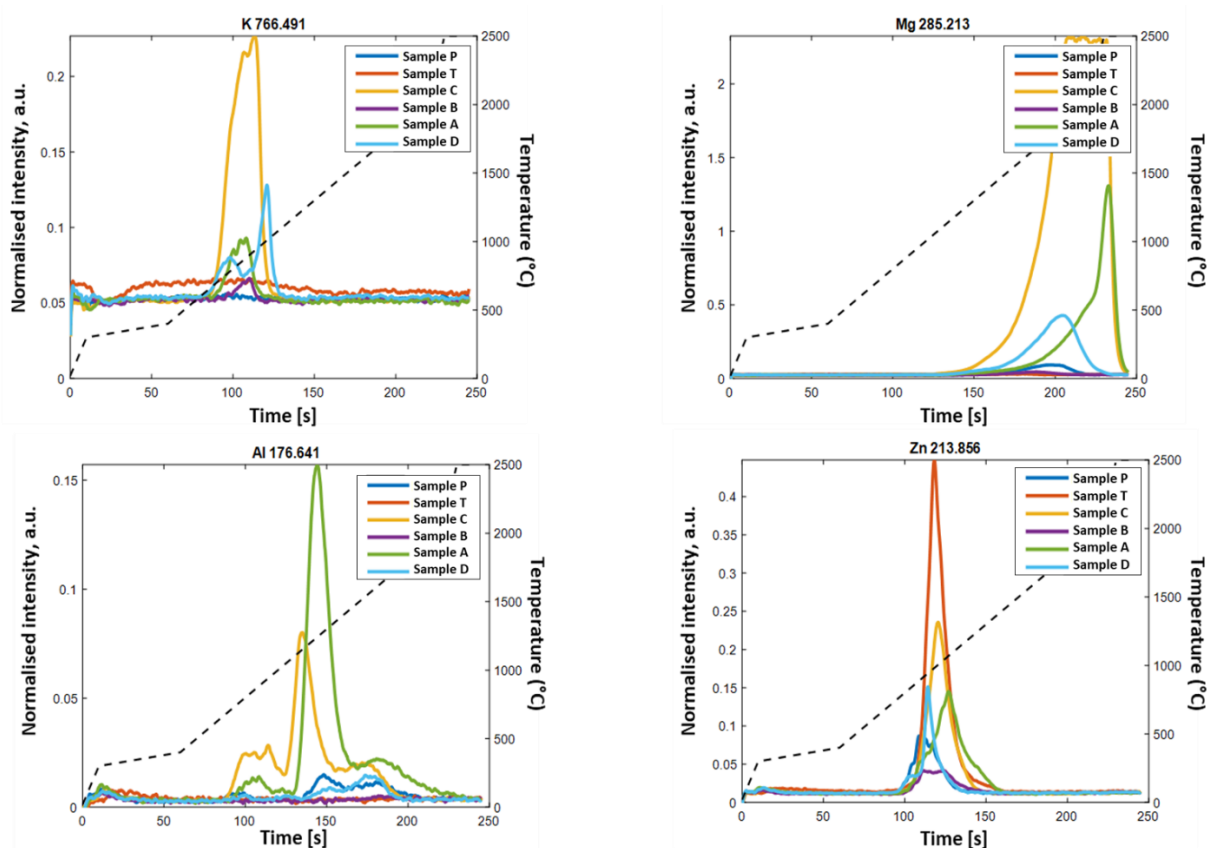 K 766.491
Normalised intensity, a.u.
0.2
0.15
0.1
0.05
0
Sample P
Sample T
Sample C
Sample B
Sample A
Sample D
2500
2000
1500
1000
500
0
Temperature (°C)
0 50 100 150 200 250
Time [s]
Mg 285.213
Normalised intensity, a.u.
2
1.5
1
0.5
0
Sample P
Sample T
Sample C
Sample B
Sample A
Sample D
2500
2000
1500
1000
500
0
Temperature (°C)
0 50 100 150 200 250
Time [s]
Al 176.641
Normalised intensity, a.u.
0.15
0.1
0.05
0
Sample P
Sample T
Sample C
Sample B
Sample A
Sample D
2500
2000
1500
1000
500
0
Temperature (°C)
0 50 100 150 200 250
Time [s]
Zn 213.856
Normalised intensity, a.u.
0.4
0.35
0.3
0.25
0.2
0.15
0.1
0.05
0
Sample P
Sample T
Sample C
Sample B
Sample A
Sample D
2500
2000
1500
1000
500
0
Temperature (°C)
0 50 100 150 200 250
Time [s]